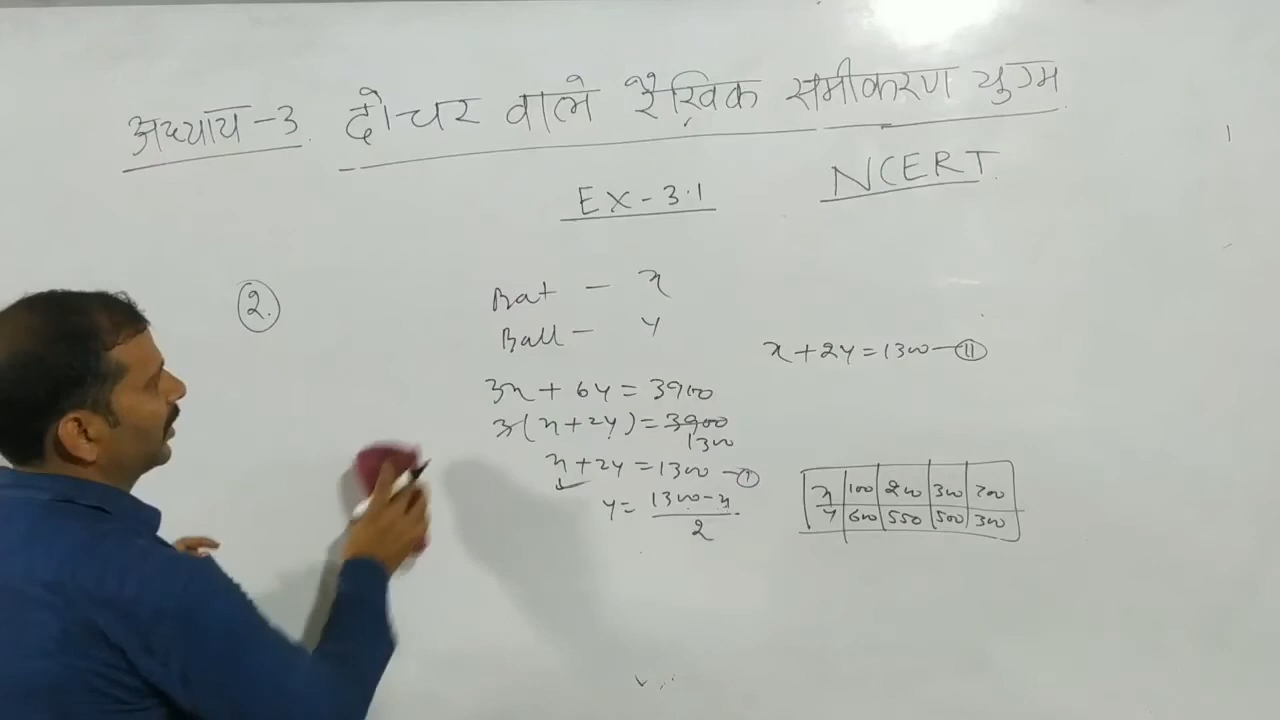 अध्याय-3. दो चर वाले रैखिक समीकरण युग्म
NCERT
EX-3.1
2.
Bat - x
Ball - y
3x + 6y = 3900
3(x + 2y) = 3900
1300
x + 2y = 1300 - I
y = 1300 - x / 2
x + 2y = 1300 - II
x 100 200 300 700
y 600 550 500 300